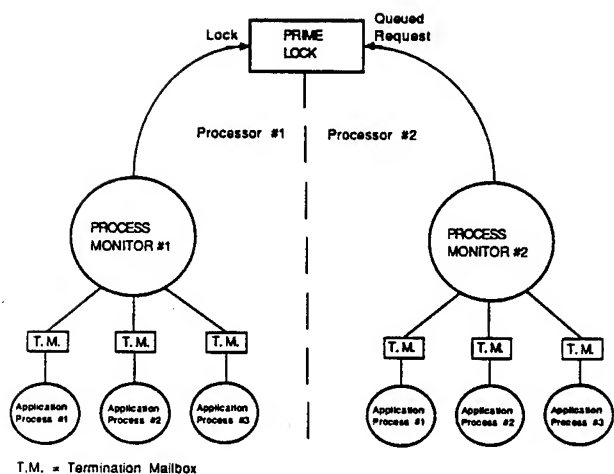 Lock
PRIME
LOCK
Queued
Request
Processor #1
Processor #2
PROCESS
MONITOR #1
PROCESS
MONITOR #2
T.M.
T.M.
T.M.
T.M.
T.M.
T.M.
Application
Process #1
Application
Process #2
Application
Process #3
Application
Process #1
Application
Process #2
Application
Process #3
T.M. = Termination Mailbox